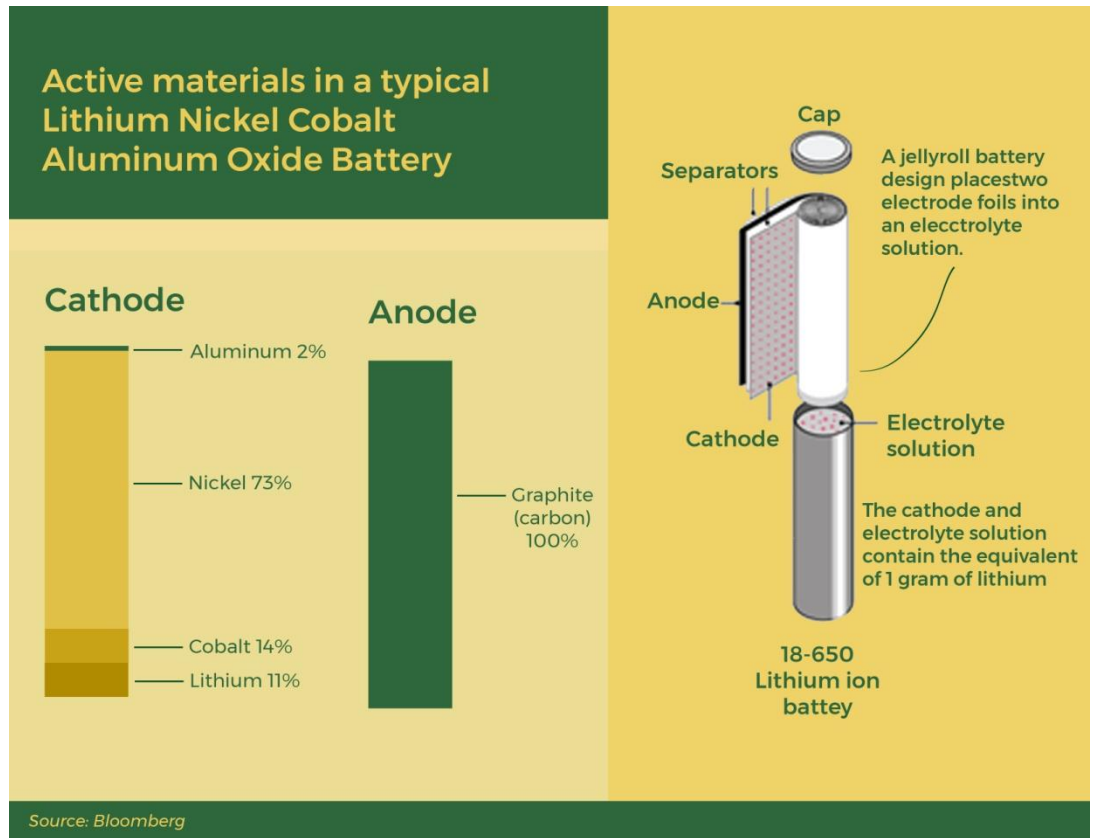 Active materials in a typical
Lithium Nickel Cobalt
Aluminum Oxide Battery
Cathode
Aluminum 2%
Nickel 73%
Cobalt 14%
Lithium 11%
Anode
Graphite
(carbon)
100%
Cap
Separators
A jellyroll battery
design placestwo
electrode foils into
an elecctrolyte
solution.
Anode
Cathode
Electrolyte
solution
The cathode and
electrolyte solution
contain the equivalent
of 1 gram of lithium
18-650
Lithium ion
battey
Source: Bloomberg